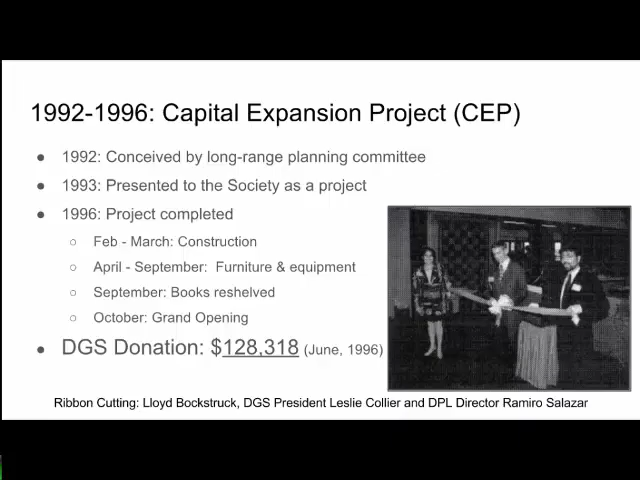 1992-1996: Capital Expansion Project (CEP)
● 1992: Conceived by long-range planning committee
● 1993: Presented to the Society as a project
● 1996: Project completed
○ Feb - March: Construction
○ April - September: Furniture & equipment
○ September: Books reshelved
○ October: Grand Opening
● DGS Donation: $128,318 (June, 1996)
Ribbon Cutting: Lloyd Bockstruck, DGS President Leslie Collier and DPL Director Ramiro Salazar